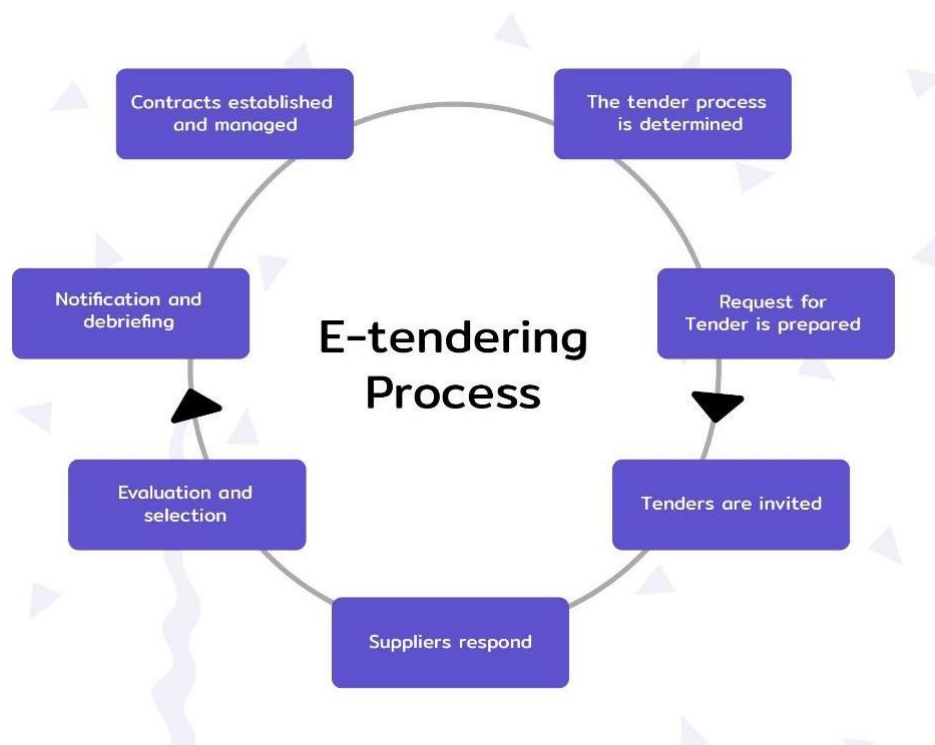 E-tendering
Process
The tender process
is determined
Request for
Tender is prepared
Tenders are invited
Suppliers respond
Evaluation and
selection
Notification and
debriefing
Contracts established
and managed